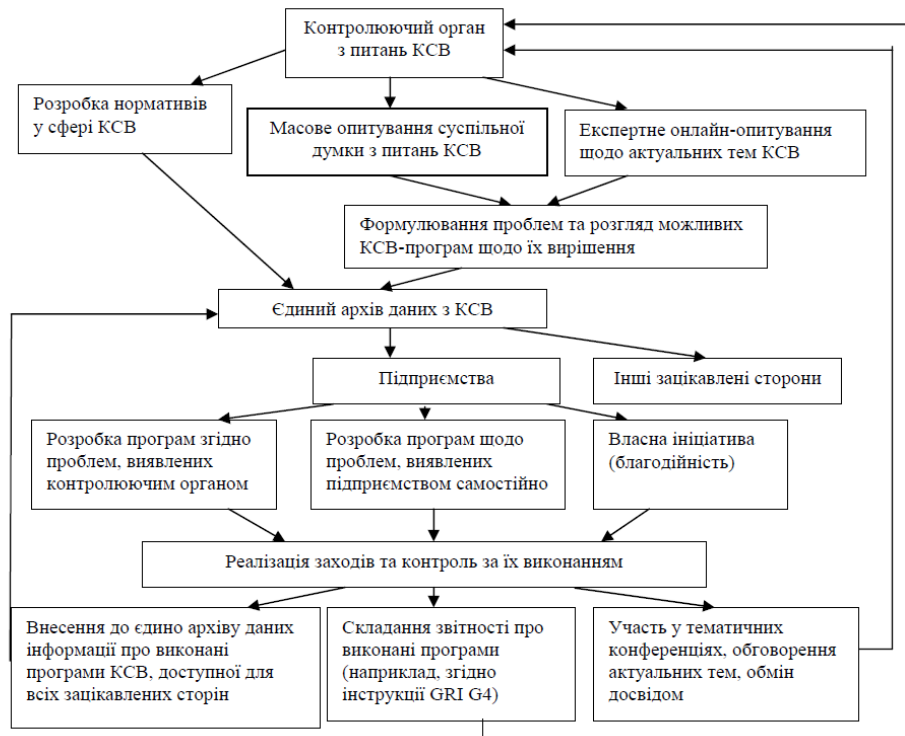 Контролюючий орган
з питань КСВ
Розробка нормативів
у сфері КСВ
Масове опитування суспільної
думки з питань КСВ
Експертне онлайн-опитування
щодо актуальних тем КСВ
Формулювання проблем та розгляд можливих
КСВ-програм щодо їх вирішення
Єдиний архів даних з КСВ
Підприємства
Інші зацікавлені сторони
Розробка програм згідно
проблем, виявлених
контролюючим органом
Розробка програм щодо
проблем, виявлених
підприємством самостійно
Власна ініціатива
(благодійність)
Реалізація заходів та контроль за їх виконанням
Внесення до єдино архіву даних
інформації про виконані
програми КСВ, доступної для
всіх зацікавлених сторін
Складання звітності про
виконані програми
(наприклад, згідно
інструкції GRI G4)
Участь у тематичних
конференціях, обговорення
актуальних тем, обмін
досвідом